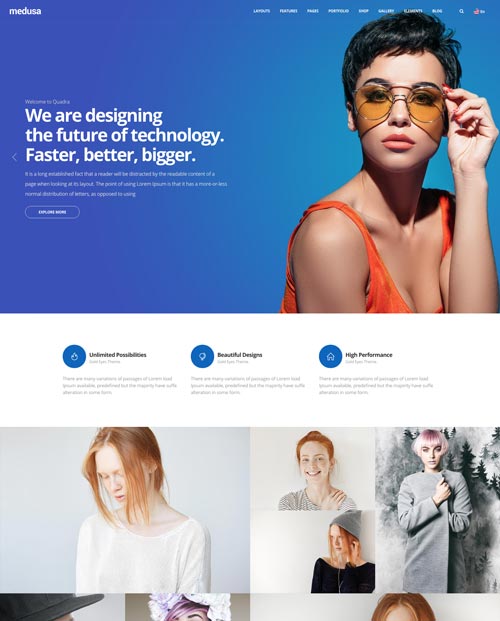 medusa
LAYOUTS FEATURES PAGES PORTFOLIO SHOP GALLERY ELEMENTS BLOG En
Welcome to Quadra
We are designing
the future of technology.
Faster, better, bigger.
It is a long established fact that a reader will be distracted by the readable content of a
page when looking at its layout. The point of using Lorem Ipsum is that it has a more-or-less
normal distribution of letters, as opposed to using
EXPLORE MORE
Unlimited Possibilities
Gold Eyes Theme.
There are many variations of passages of Lorem Iosd
Ipsum available, predefined but the majority have suffe
alteration in some form.
Beautiful Designs
Gold Eyes Theme.
There are many variations of passages of Lorem Iosd
Ipsum available, predefined but the majority have suffe
alteration in some form.
High Performance
Gold Eyes Theme.
There are many variations of passages of Lorem Iosd
Ipsum available, predefined but the majority have suffe
alteration in some form.